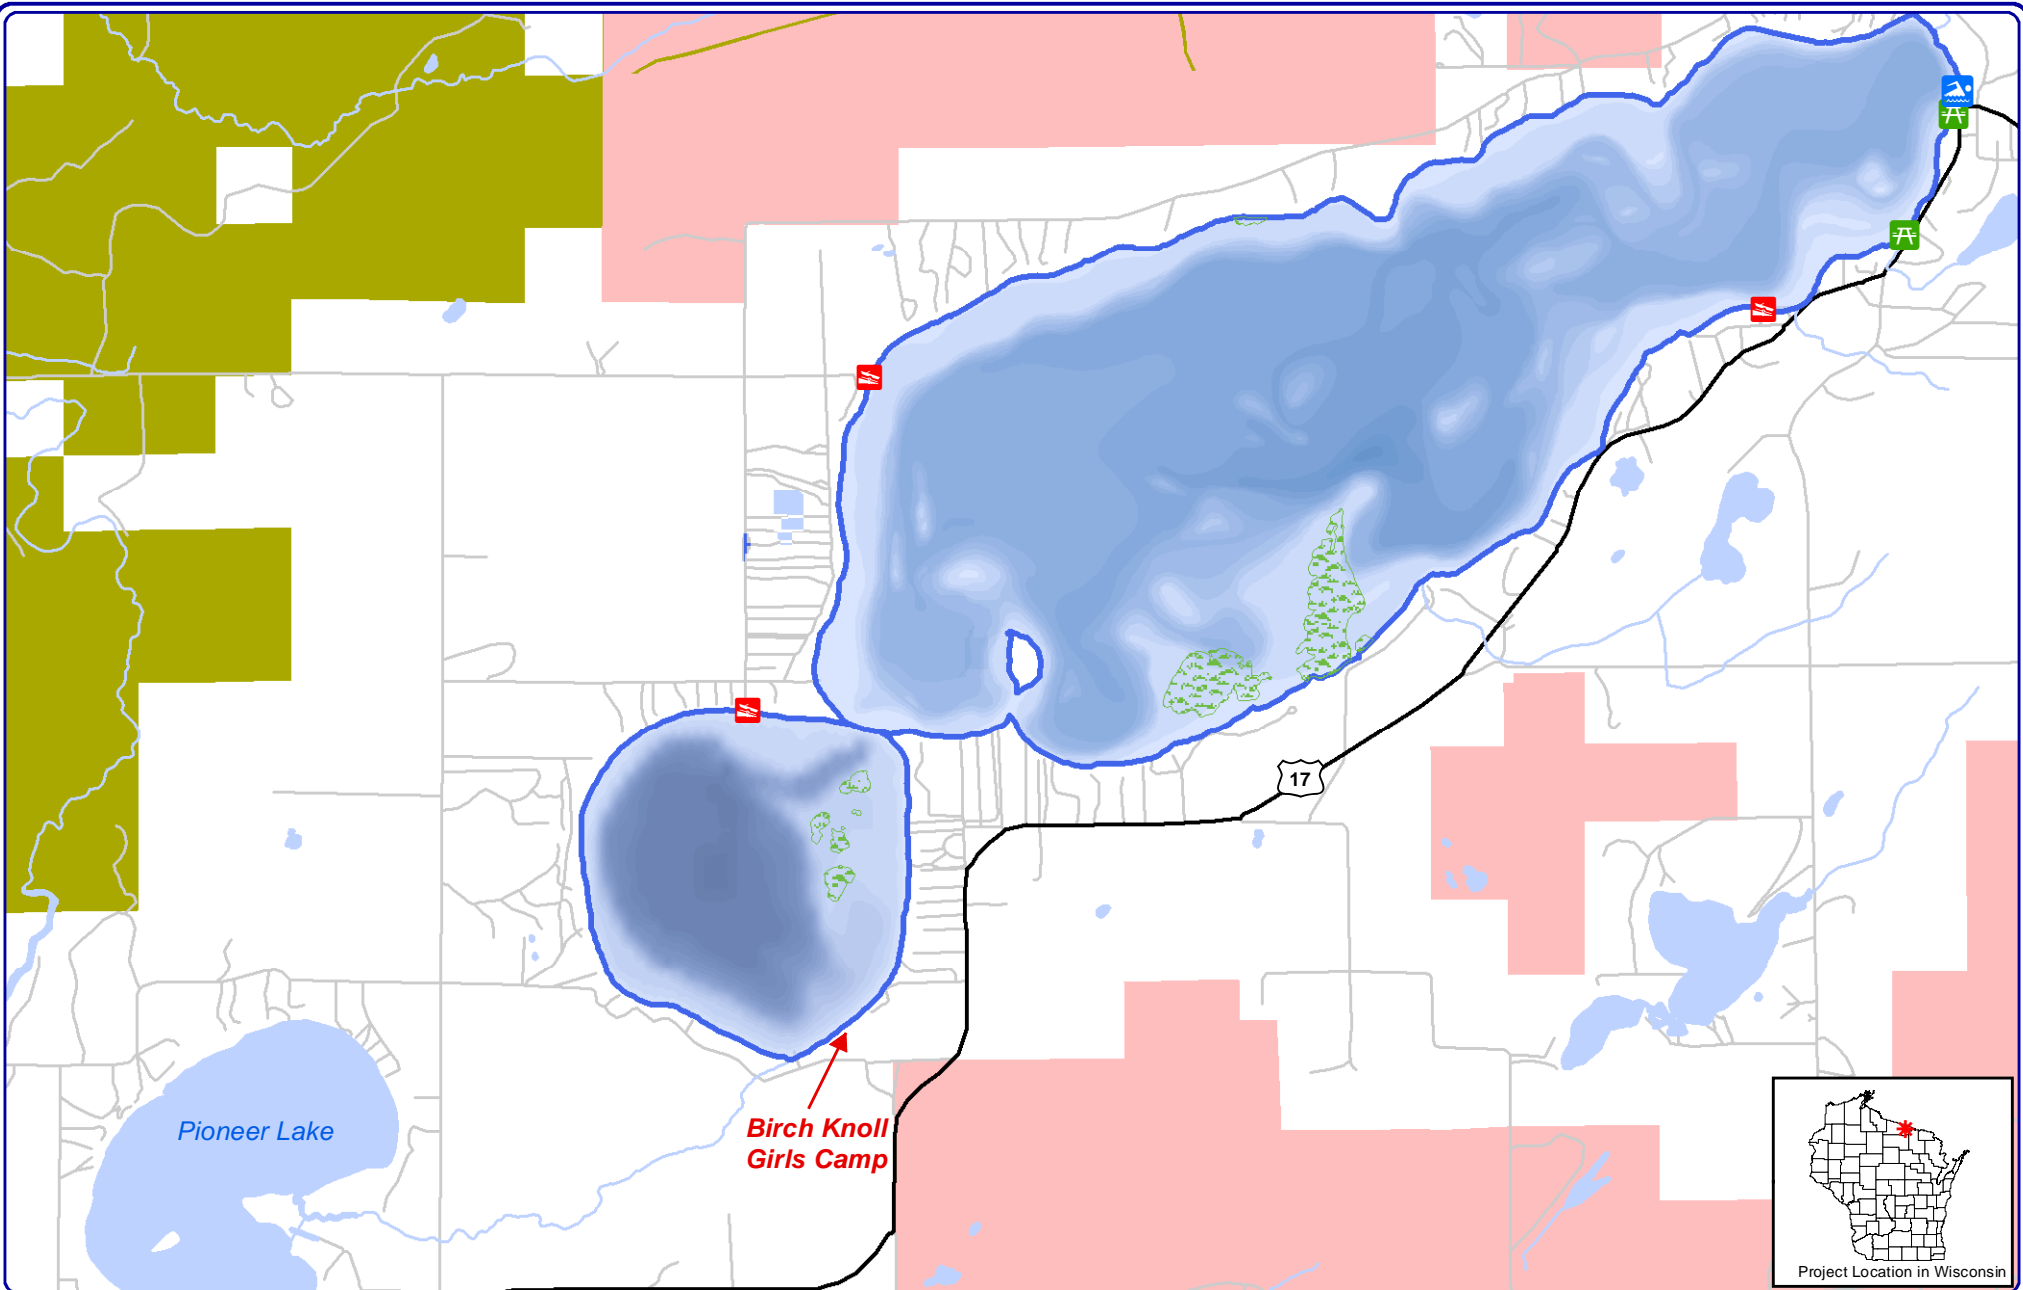 17
Pioneer Lake
Birch Knoll
Girls Camp
Project Location in Wisconsin